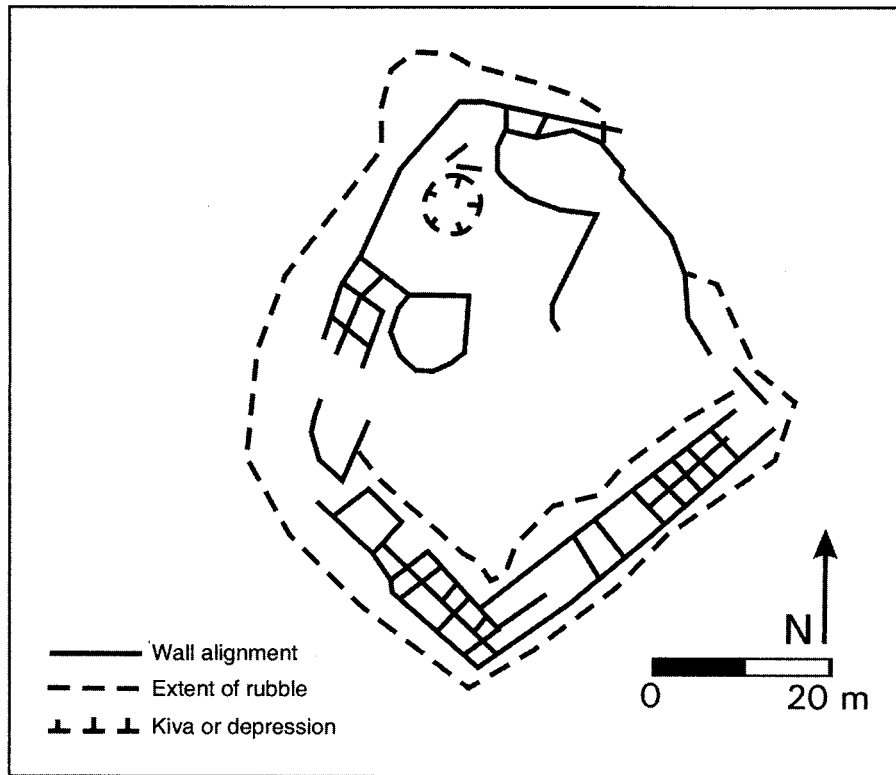 Wall alignment
Extent of rubble
Kiva or depression
N
0 20 m